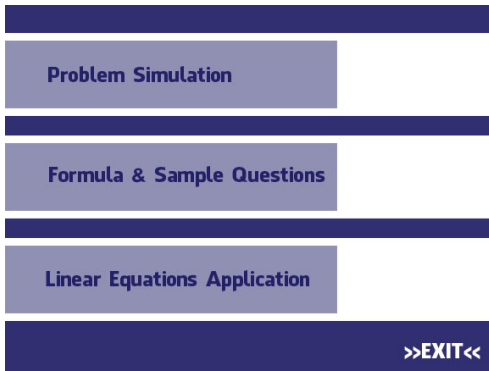 Problem Simulation
Formula & Sample Questions
Linear Equations Application
>>EXIT<<